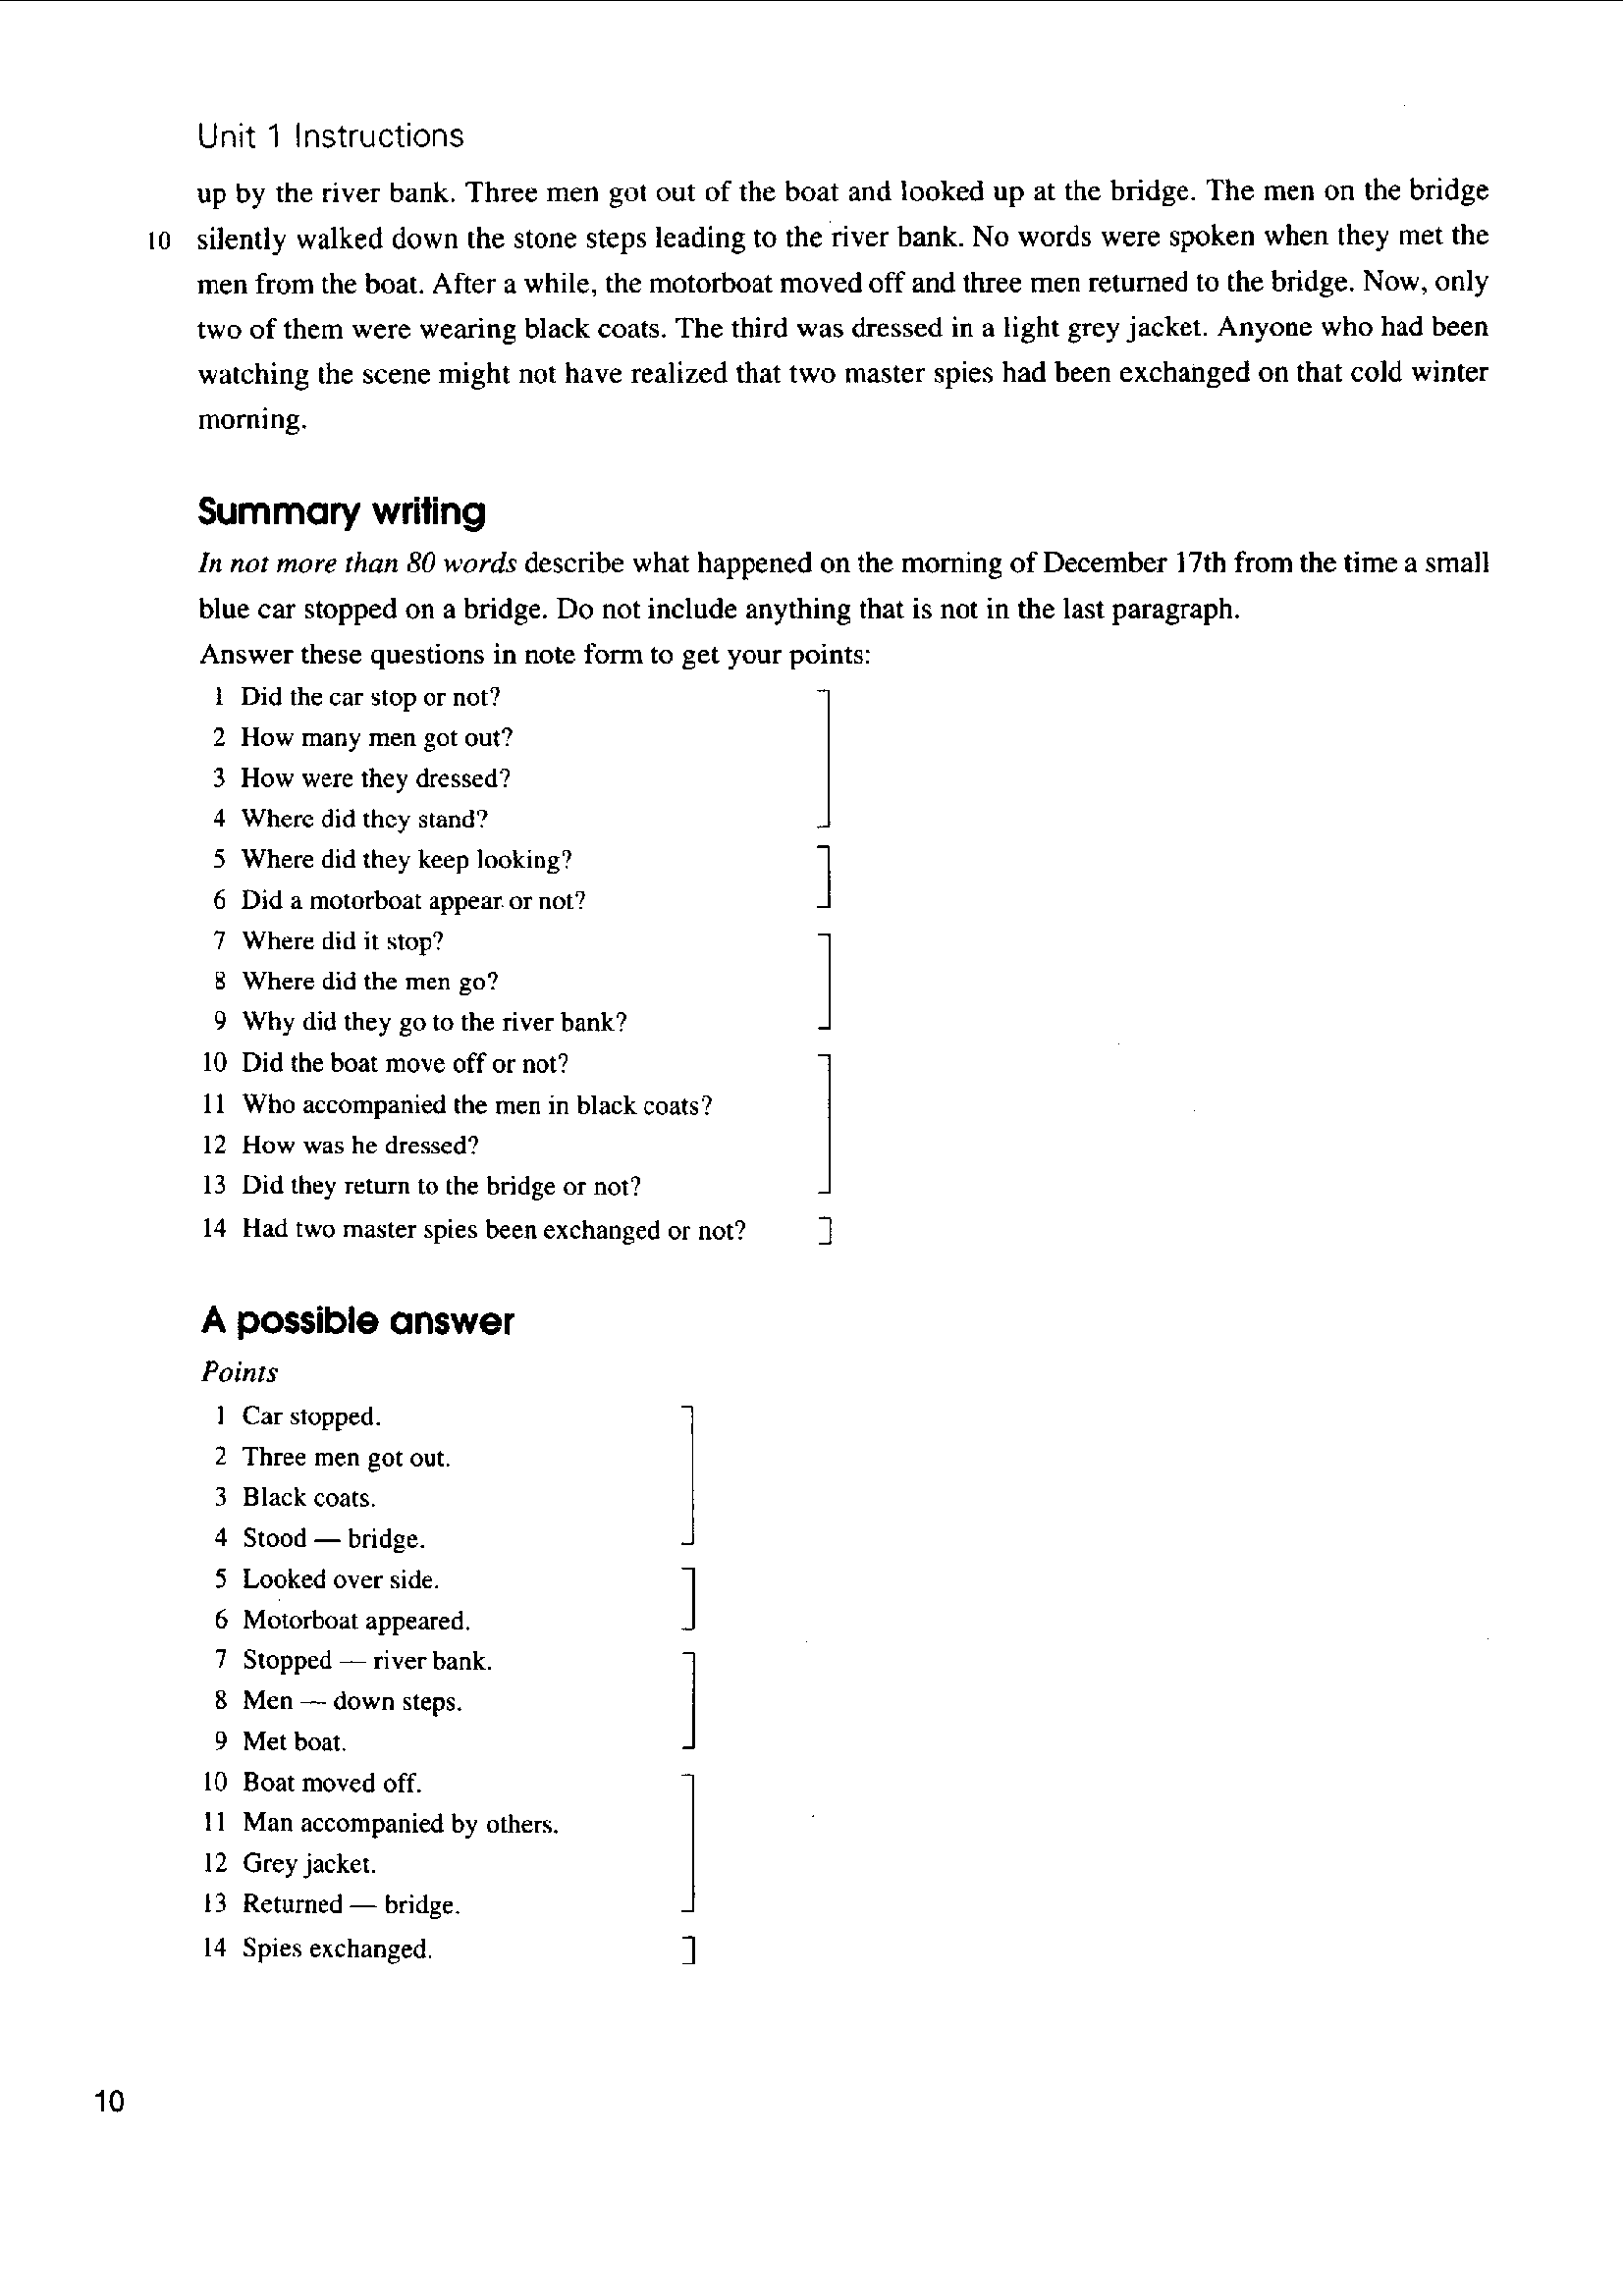 Unit 1 Instructions
up by the river bank. Three men got out of the boat and looked up at the bridge. The men on the bridge
10 silently walked down the stone steps leading to the river bank. No words were spoken when they met the
men from the boat. After a while, the motorboat moved off and three men returned to the bridge. Now, only
two of them were wearing black coats. The third was dressed in a light grey jacket. Anyone who had been
watching the scene might not have realized that two master spies had been exchanged on that cold winter
morning.
Summary writing
In not more than 80 words describe what happened on the morning of December 17th from the time a small
blue car stopped on a bridge. Do not include anything that is not in the last paragraph.
Answer these questions in note form to get your points:
1 Did the car stop or not?
2 How many men got out?
3 How were they dressed?
4 Where did they stand?
5 Where did they keep looking?
6 Did a motorboat appear or not?
7 Where did it stop?
8 Where did the men go?
9 Why did they go to the river bank?
10 Did the boat move off or not?
11 Who accompanied the men in black coats?
12 How was he dressed?
13 Did they return to the bridge or not?
14 Had two master spies been exchanged or not?
A possible answer
Points
1 Car stopped.
2 Three men got out.
3 Black coats.
4 Stood — bridge.
5 Looked over side.
6 Motorboat appeared.
7 Stopped — river bank.
8 Men — down steps.
9 Met boat.
10 Boat moved off.
11 Man accompanied by others.
12 Grey jacket.
13 Returned — bridge.
14 Spies exchanged.
10